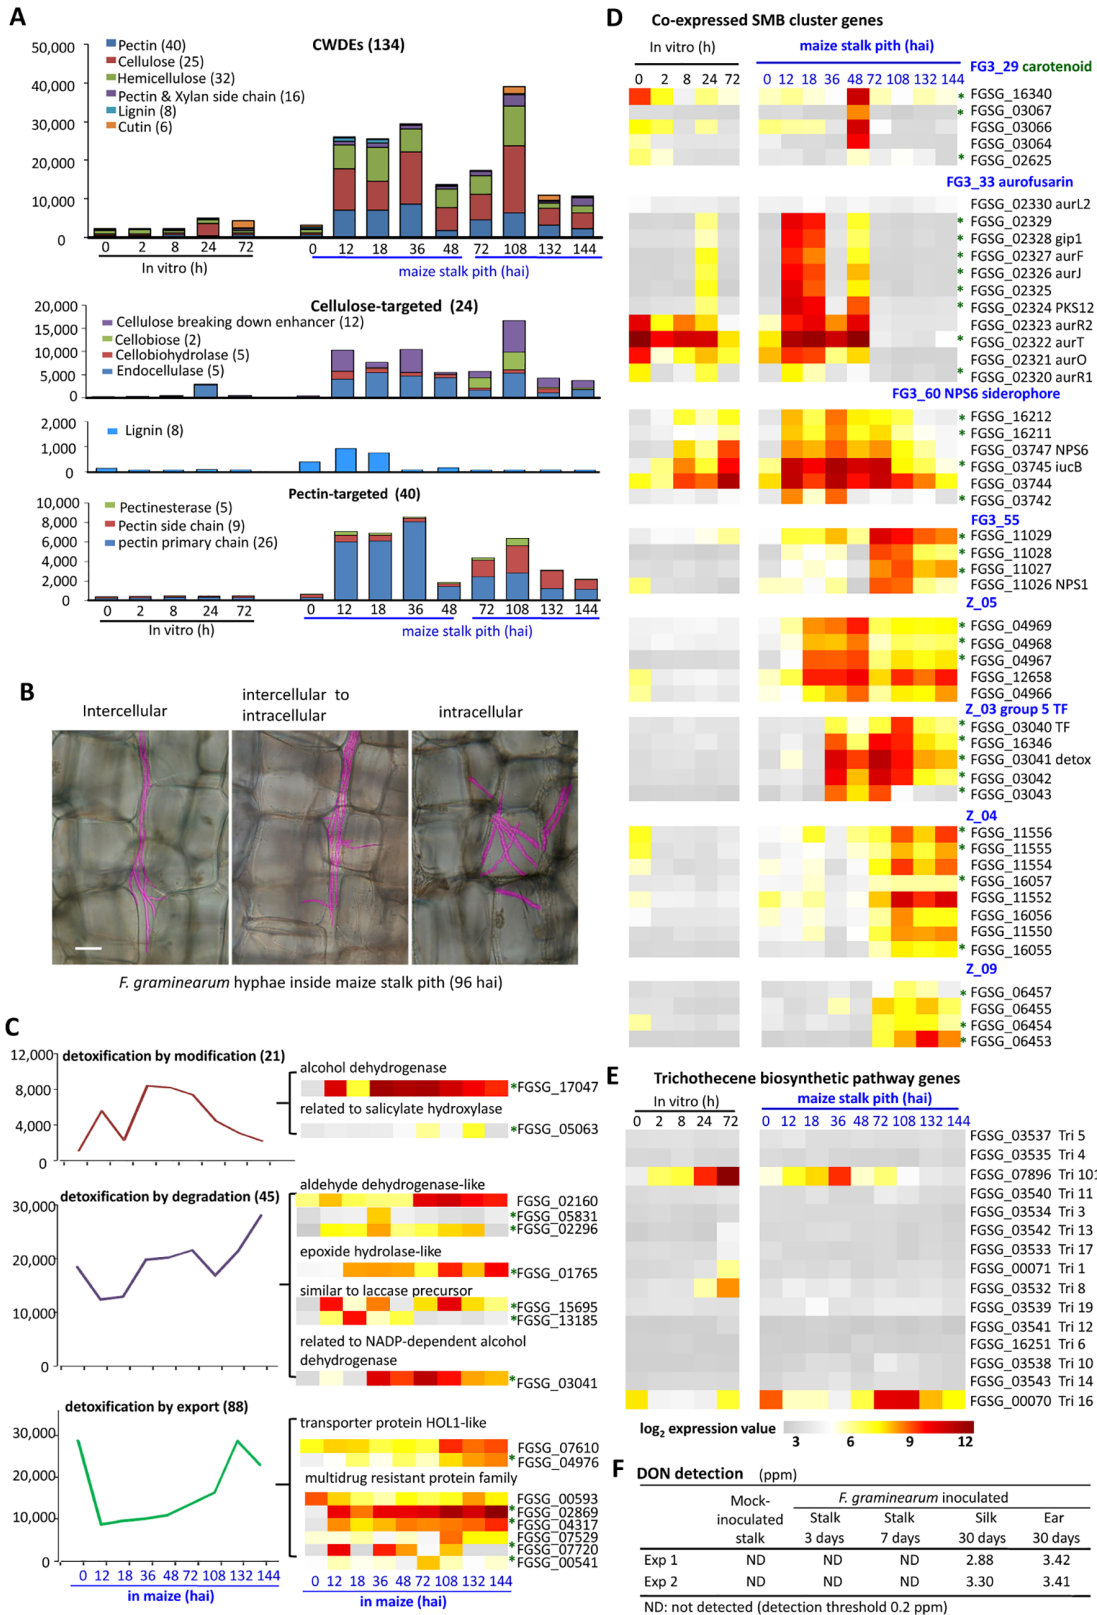 A
CWDEs (134)
50,000
40,000
30,000
20,000
10,000
0
Pectin (40)
Cellulose (25)
Hemicellulose (32)
Pectin & Xylan side chain (16)
Lignin (8)
Cutin (6)
0 2 8 24 72 0 12 18 36 48 72 108 132 144
In vitro (h) maize stalk pith (hai)
Cellulose-targeted (24)
20,000
15,000
10,000
5,000
0
Cellulose breaking down enhancer (12)
Cellobiose (2)
Cellobiohydrolase (5)
Endocellulase (5)
2,000
1,000
0
Lignin (8)
Pectin-targeted (40)
10,000
8,000
6,000
4,000
2,000
0
Pectinesterase (5)
Pectin side chain (9)
pectin primary chain (26)
0 2 8 24 72 0 12 18 36 48 72 108 132 144
In vitro (h) maize stalk pith (hai)
B
Intercellular
intercellular to
intracellular
intracellular
F. graminearum hyphae inside maize stalk pith (96 hai)
C
detoxification by modification (21)
12,000
8,000
4,000
0
alcohol dehydrogenase
*FGSG_17047
related to salicylate hydroxylase
*FGSG_05063
detoxification by degradation (45)
30,000
20,000
10,000
0
aldehyde dehydrogenase-like
FGSG_02160
*FGSG_05831
*FGSG_02296
epoxide hydrolase-like
*FGSG_01765
similar to laccase precursor
*FGSG_15695
*FGSG_13185
related to NADP-dependent alcohol
dehydrogenase
*FGSG_03041
detoxification by export (88)
30,000
20,000
10,000
0
transporter protein HOL1-like
FGSG_07610
*FGSG_04976
multidrug resistant protein family
FGSG_00593
*FGSG_02869
*FGSG_04317
FGSG_07529
*FGSG_07720
*FGSG_00541
0 12 18 36 48 72 108 132 144
in maize (hai)
0 12 18 36 48 72 108 132 144
in maize (hai)
D
Co-expressed SMB cluster genes
In vitro (h) maize stalk pith (hai)
0 2 8 24 72 0 12 18 36 48 72 108 132 144
FG3_29 carotenoid
* FGSG_16340
* FGSG_03067
FGSG_03066
FGSG_03064
* FGSG_02625
FG3_33 aurofusarin
FGSG_02330 aurL2
* FGSG_02329
* FGSG_02328 gip1
* FGSG_02327 aurF
* FGSG_02326 aurJ
* FGSG_02325
* FGSG_02324 PKS12
FGSG_02323 aurR2
* FGSG_02322 aurT
FGSG_02321 aurO
* FGSG_02320 aurR1
FG3_60 NPS6 siderophore
* FGSG_16212
* FGSG_16211
FGSG_03747 NPS6
* FGSG_03745 iucB
FGSG_03744
* FGSG_03742
FG3_55
* FGSG_11029
* FGSG_11028
* FGSG_11027
FGSG_11026 NPS1
Z_05
* FGSG_04969
* FGSG_04968
* FGSG_04967
FGSG_12658
FGSG_04966
Z_03 group 5 TF
* FGSG_03040 TF
* FGSG_16346
* FGSG_03041 detox
* FGSG_03042
* FGSG_03043
Z_04
* FGSG_11556
* FGSG_11555
FGSG_11554
* FGSG_16057
FGSG_11552
FGSG_16056
FGSG_11550
* FGSG_16055
Z_09
* FGSG_06457
FGSG_06455
* FGSG_06454
* FGSG_06453
E
Trichothecene biosynthetic pathway genes
In vitro (h) maize stalk pith (hai)
0 2 8 24 72 0 12 18 36 48 72 108 132 144
FGSG_03537 Tri 5
FGSG_03535 Tri 4
FGSG_07896 Tri 101
FGSG_03540 Tri 11
FGSG_03534 Tri 3
FGSG_03542 Tri 13
FGSG_03533 Tri 17
FGSG_00071 Tri 1
FGSG_03532 Tri 8
FGSG_03539 Tri 19
FGSG_03541 Tri 12
FGSG_16251 Tri 6
FGSG_03538 Tri 10
FGSG_03543 Tri 14
FGSG_00070 Tri 16
log2 expression value
3 6 9 12
F
DON detection (ppm)
Mock-inoculated stalk
F. graminearum inoculated
Stalk 3 days
Stalk 7 days
Silk 30 days
Ear 30 days
Exp 1 ND ND ND 2.88 3.42
Exp 2 ND ND ND 3.30 3.41
ND: not detected (detection threshold 0.2 ppm)